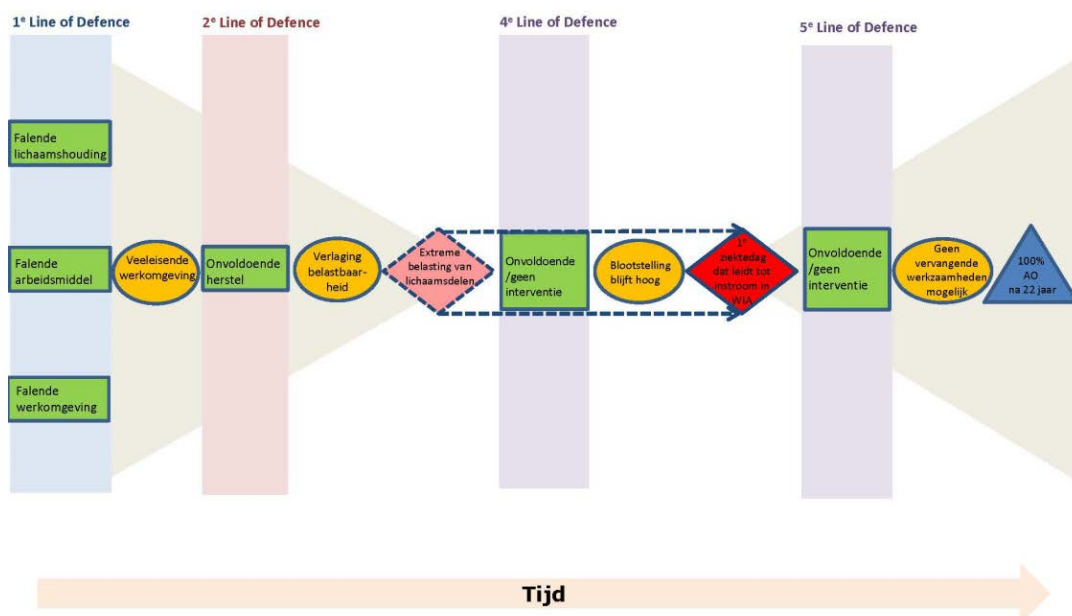 1e Line of Defence
2e Line of Defence
4e Line of Defence
5e Line of Defence
Falende
lichaamshouding
Falende
arbeidsmiddel
Falende
werkomgeving
Veeleisende
werkomgeving
Onvoldoende
herstel
Verlaging
belastbaar-
heid
Extreme
belasting van
lichaamsdelen
Onvoldoende
/geen
interventie
Blootstelling
blijft hoog
1e
ziektedag
dat leidt tot
instroom in
WIA
Onvoldoende
/geen
interventie
Geen
vervangende
werkzaamheden
mogelijk
100%
AO
na 22 jaar
Tijd